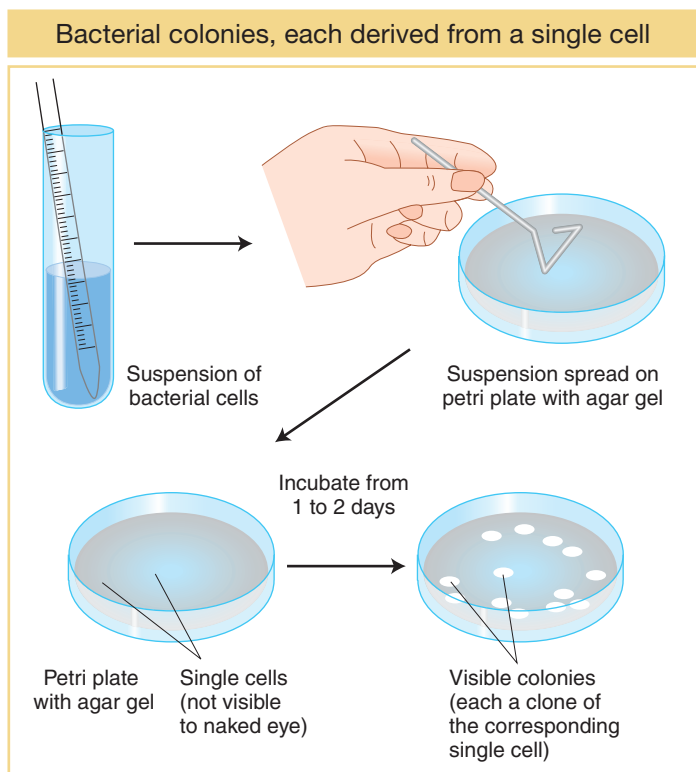 Bacterial colonies, each derived from a single cell
Suspension of
bacterial cells
Suspension spread on
petri plate with agar gel
Incubate from
1 to 2 days
Petri plate
with agar gel
Single cells
(not visible
to naked eye)
Visible colonies
(each a clone of
the corresponding
single cell)